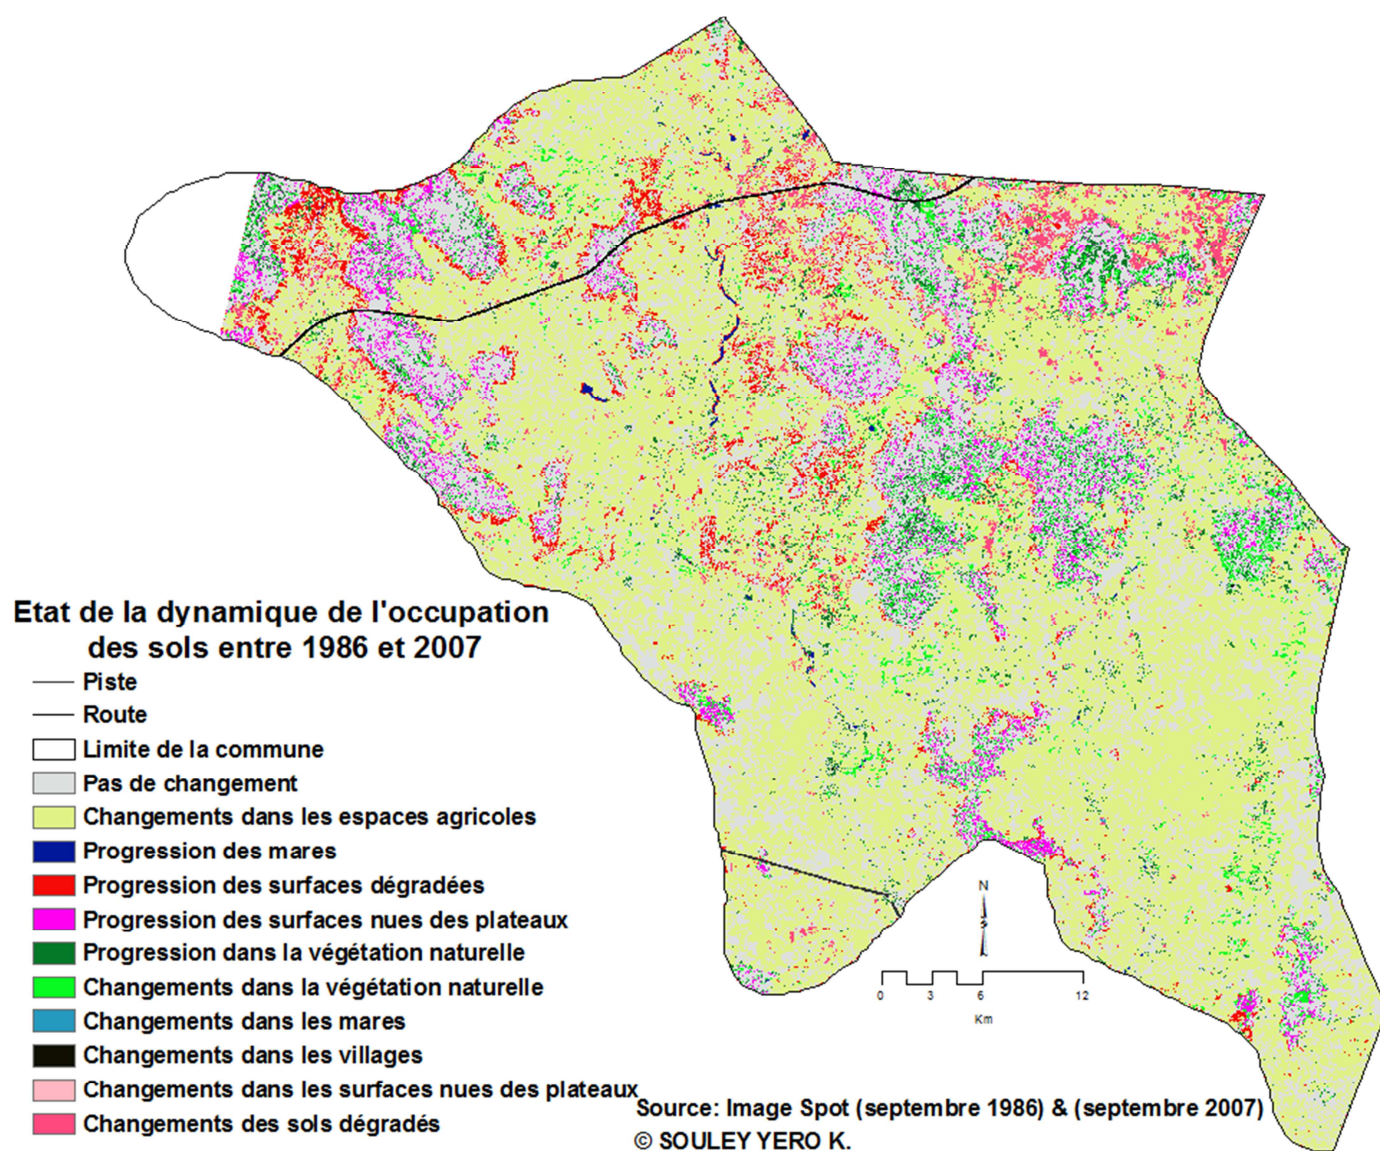 Etat de la dynamique de l'occupation
des sols entre 1986 et 2007
Piste
Route
Limite de la commune
Pas de changement
Changements dans les espaces agricoles
Progression des mares
Progression des surfaces dégradées
Progression des surfaces nues des plateaux
Progression dans la végétation naturelle
Changements dans la végétation naturelle
Changements dans les mares
Changements dans les villages
Changements dans les surfaces nues des plateaux
Changements des sols dégradés
N
0 3 6 12
Km
Source: Image Spot (septembre 1986) & (septembre 2007)
© SOULEY YERO K.